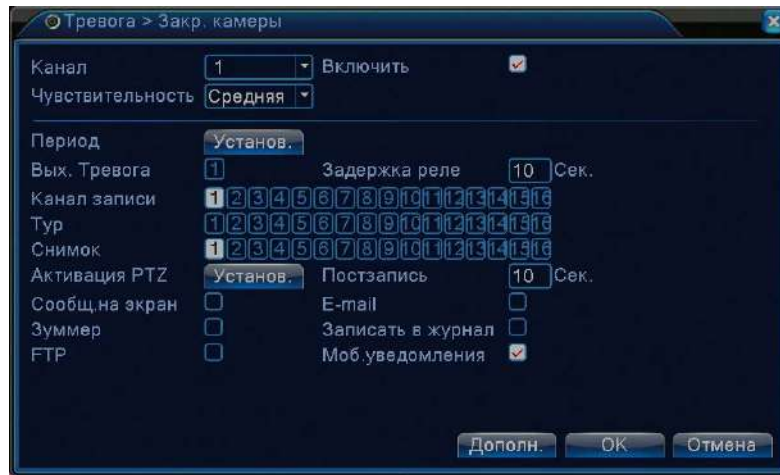 Тревога > Закр. камеры
Канал 1 Включить
Чувствительность Средняя
Период Установ.
Вых. Тревога 1 Задержка реле 10 Сек.
Канал записи 1 2 3 4 5 6 7 8 9 10 11 12 13 14 15 16
Тур 1 2 3 4 5 6 7 8 9 10 11 12 13 14 15 16
Снимок 1 2 3 4 5 6 7 8 9 10 11 12 13 14 15 16
Активация PTZ Установ. Постзапись 10 Сек.
Сообщ.на экран E-mail
Зуммер Записать в журнал
FTP Моб.уведомления
Дополн. OK Отмена